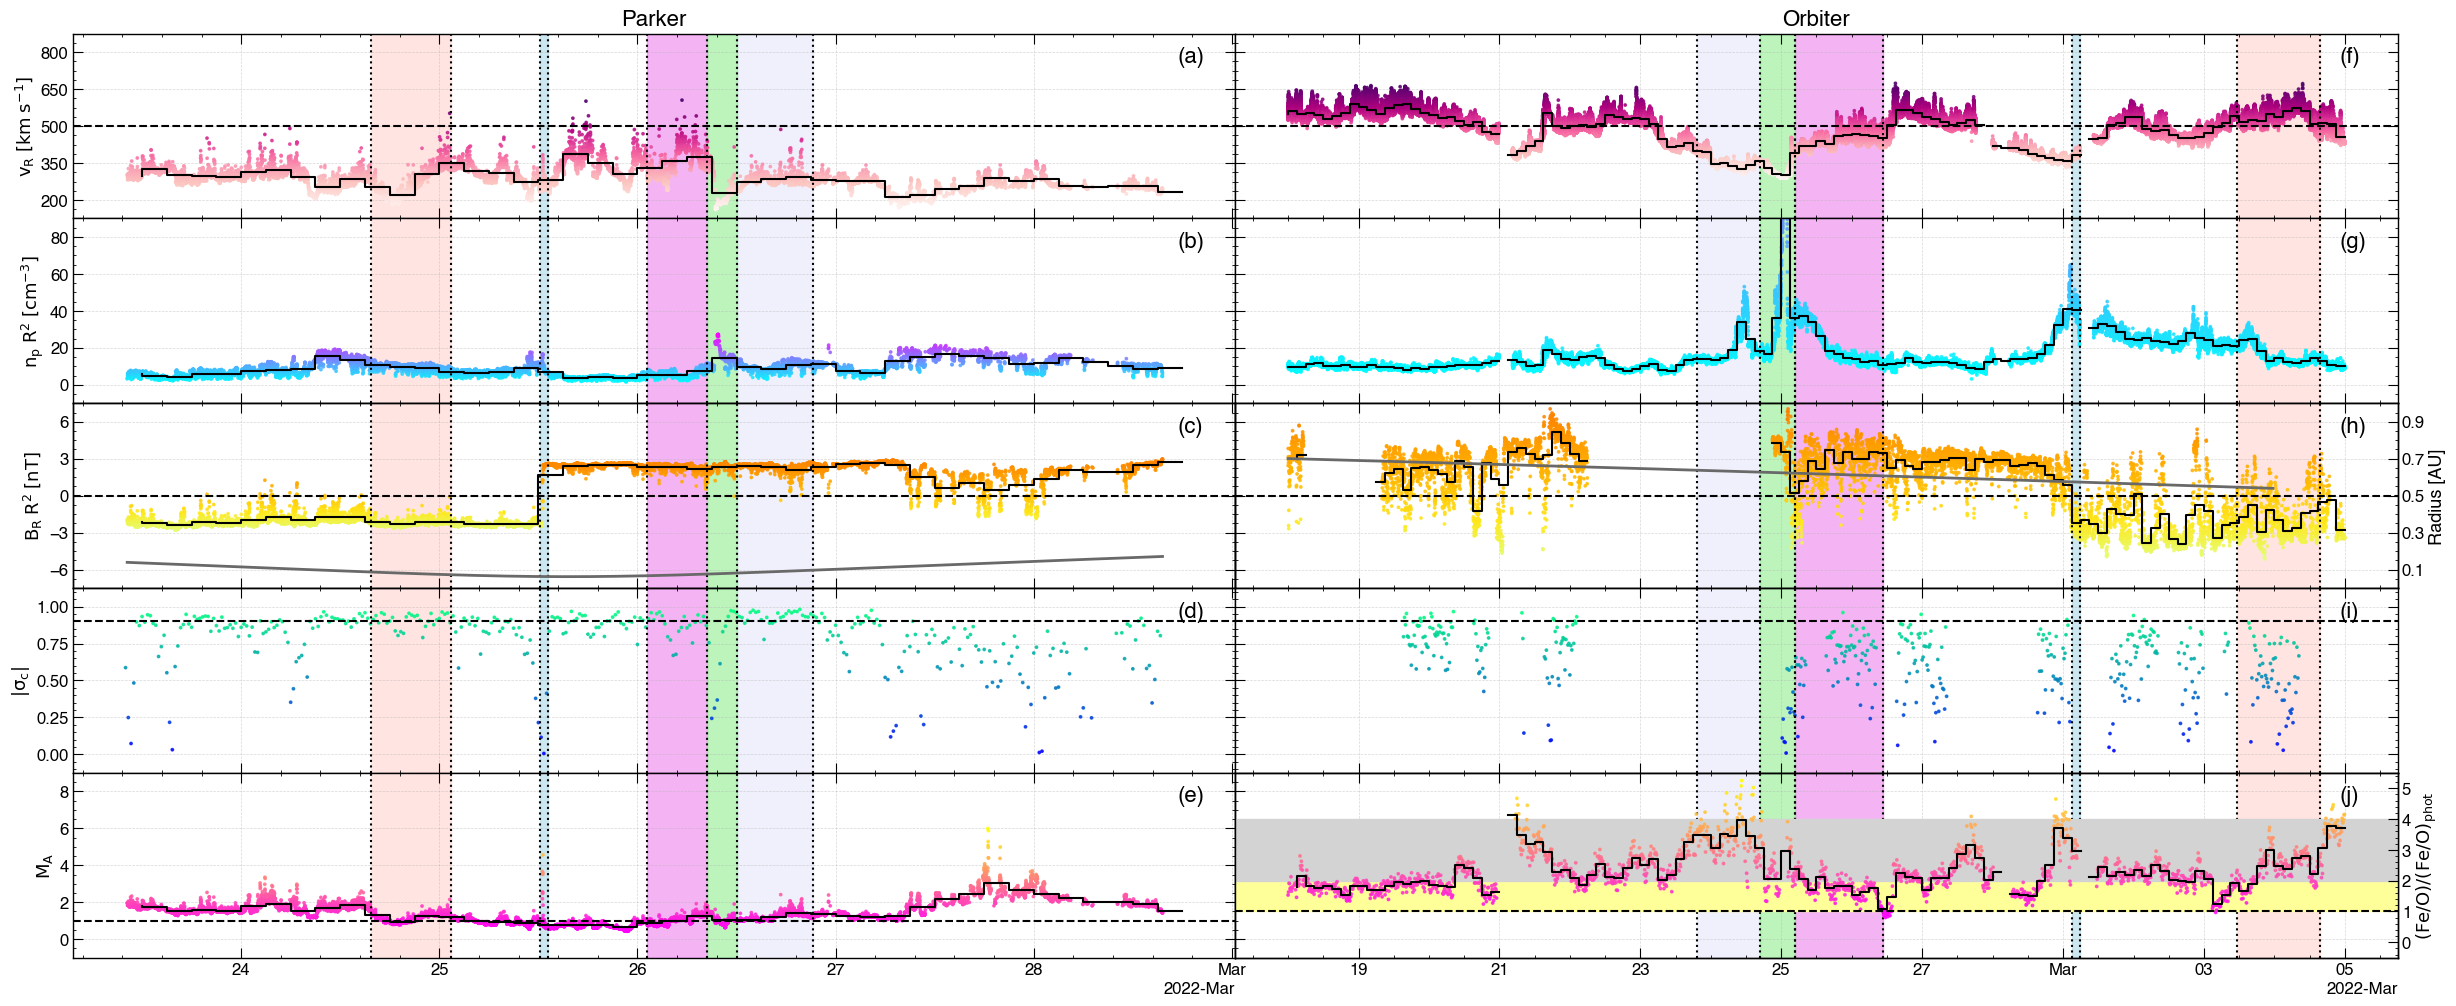 Parker
Orbiter
800
650
500
350
200
v_R [km s⁻¹]
(a)
(f)
80
60
40
20
0
n_p R² [cm⁻³]
(b)
(g)
6
3
0
−3
−6
B_R R² [nT]
(c)
(h)
0.9
0.7
0.5
0.3
0.1
Radius [AU]
1.00
0.75
0.50
0.25
0.00
|σ_c|
(d)
(i)
8
6
4
2
0
M_A
(e)
(j)
5
4
3
2
1
0
(Fe/O)/(Fe/O)_phot
24
25
26
27
28
Mar
2022-Mar
19
21
23
25
27
Mar
03
05
2022-Mar